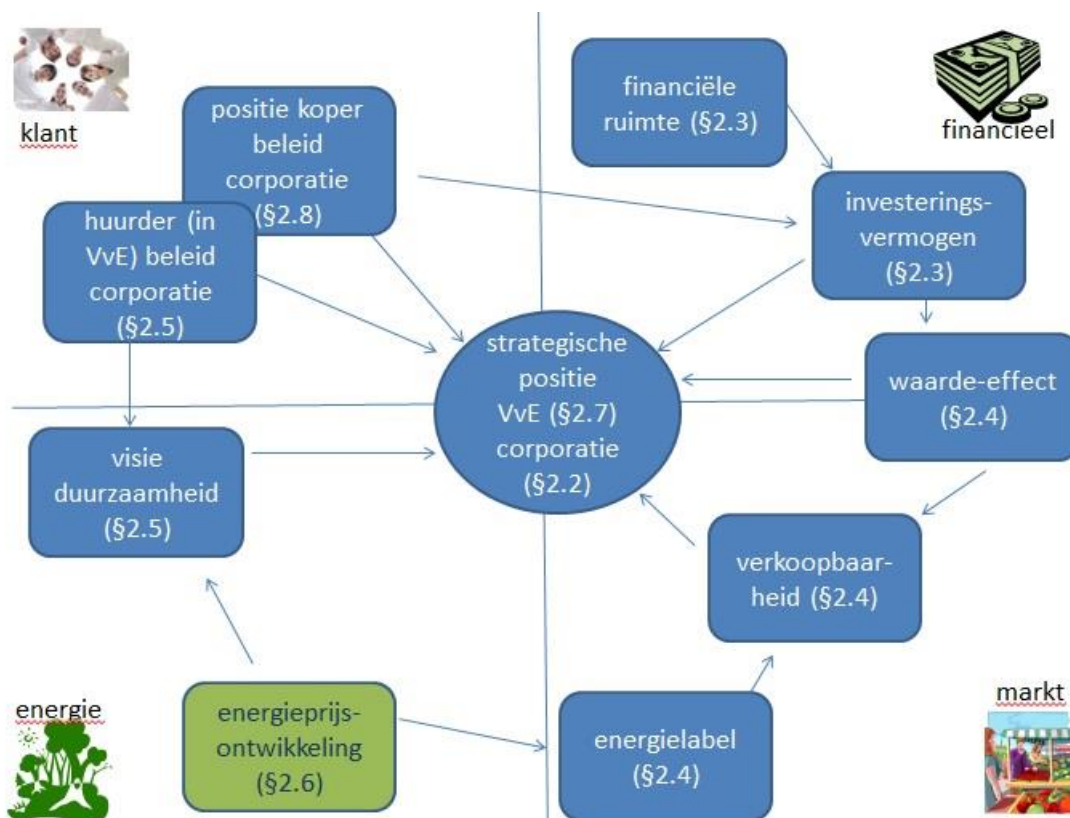 klant
positie koper
beleid
corporatie
(§2.8)
huurder (in
VvE) beleid
corporatie
(§2.5)
financiële
ruimte (§2.3)
financieel
investerings-
vermogen
(§2.3)
strategische
positie
VvE (§2.7)
corporatie
(§2.2)
waarde-effect
(§2.4)
visie
duurzaamheid
(§2.5)
verkoopbaar-
heid (§2.4)
energie
energieprijs-
ontwikkeling
(§2.6)
energielabel
(§2.4)
markt